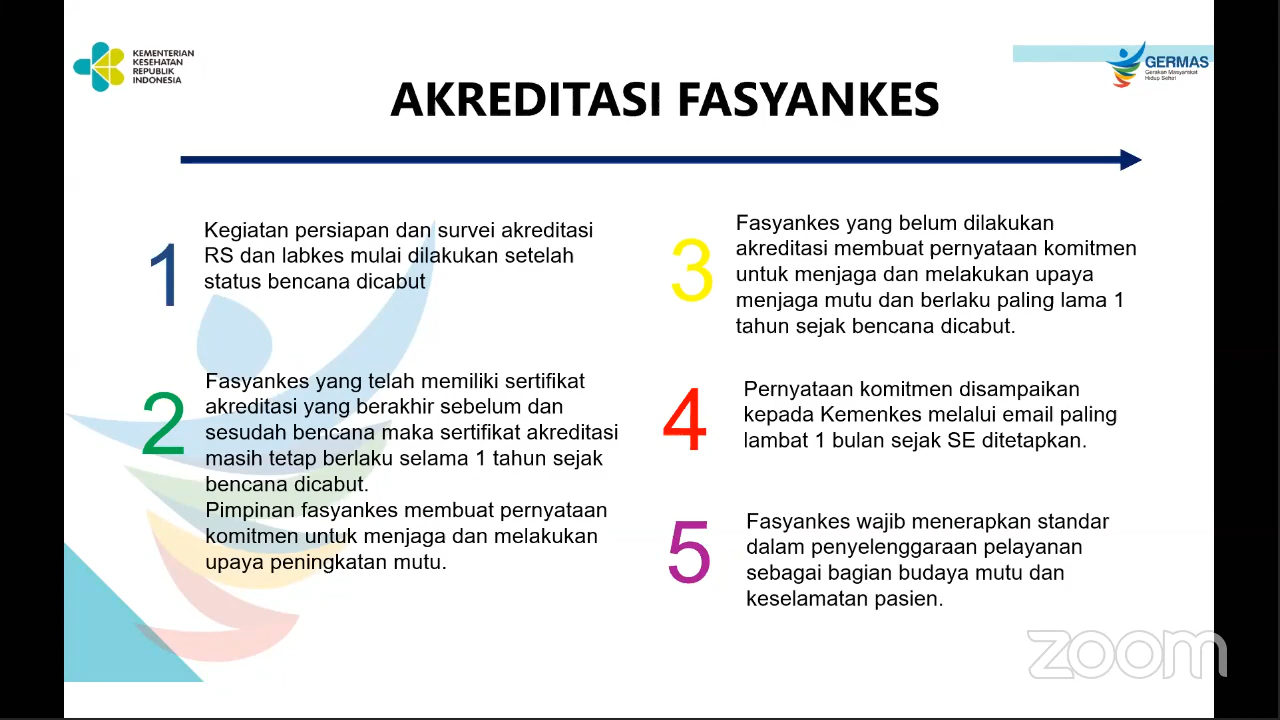 KEMENTERIAN
KESEHATAN
REPUBLIK
INDONESIA
GERMAS
Gerakan Masyarakat
Hidup Sehat
AKREDITASI FASYANKES
1
Kegiatan persiapan dan survei akreditasi
RS dan labkes mulai dilakukan setelah
status bencana dicabut
2
Fasyankes yang telah memiliki sertifikat
akreditasi yang berakhir sebelum dan
sesudah bencana maka sertifikat akreditasi
masih tetap berlaku selama 1 tahun sejak
bencana dicabut.
Pimpinan fasyankes membuat pernyataan
komitmen untuk menjaga dan melakukan
upaya peningkatan mutu.
3
Fasyankes yang belum dilakukan
akreditasi membuat pernyataan komitmen
untuk menjaga dan melakukan upaya
menjaga mutu dan berlaku paling lama 1
tahun sejak bencana dicabut.
4
Pernyataan komitmen disampaikan
kepada Kemenkes melalui email paling
lambat 1 bulan sejak SE ditetapkan.
5
Fasyankes wajib menerapkan standar
dalam penyelenggaraan pelayanan
sebagai bagian budaya mutu dan
keselamatan pasien.
zoom